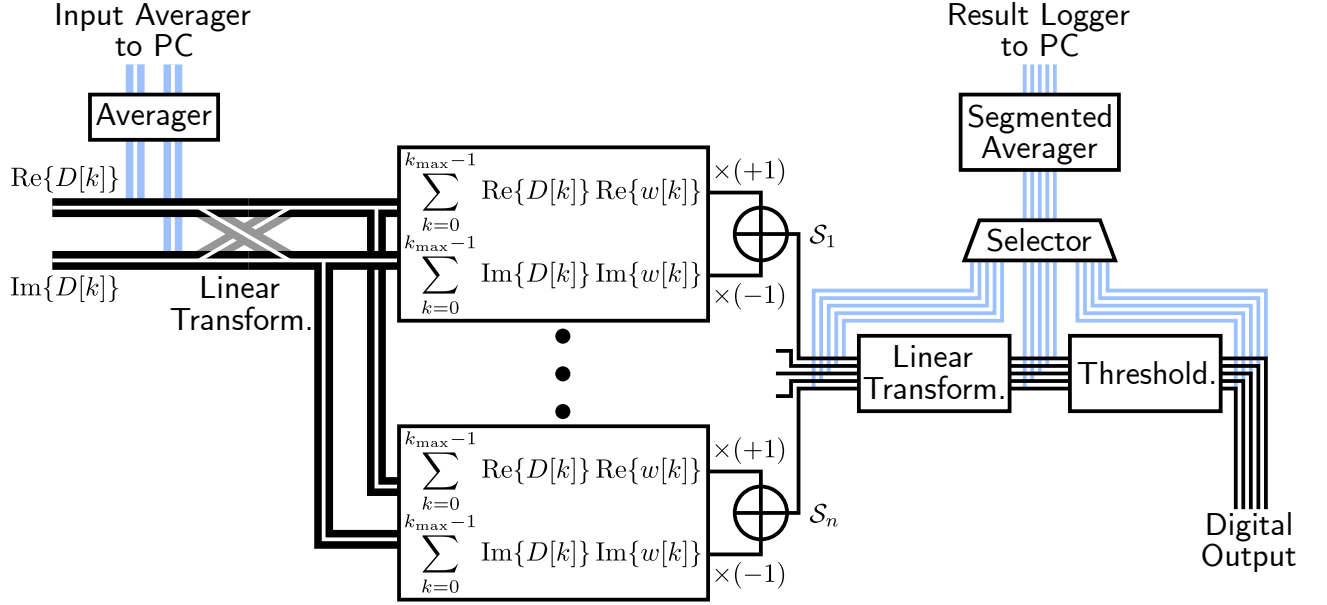 Input Averager
to PC
Averager
Re{D[k]}
Im{D[k]}
Linear
Transform.
k_max−1
∑ Re{D[k]} Re{w[k]}
k=0
k_max−1
∑ Im{D[k]} Im{w[k]}
k=0
×(+1)
×(−1)
S_1
k_max−1
∑ Re{D[k]} Re{w[k]}
k=0
k_max−1
∑ Im{D[k]} Im{w[k]}
k=0
×(+1)
×(−1)
S_n
Result Logger
to PC
Segmented
Averager
Selector
Linear
Transform.
Threshold.
Digital
Output